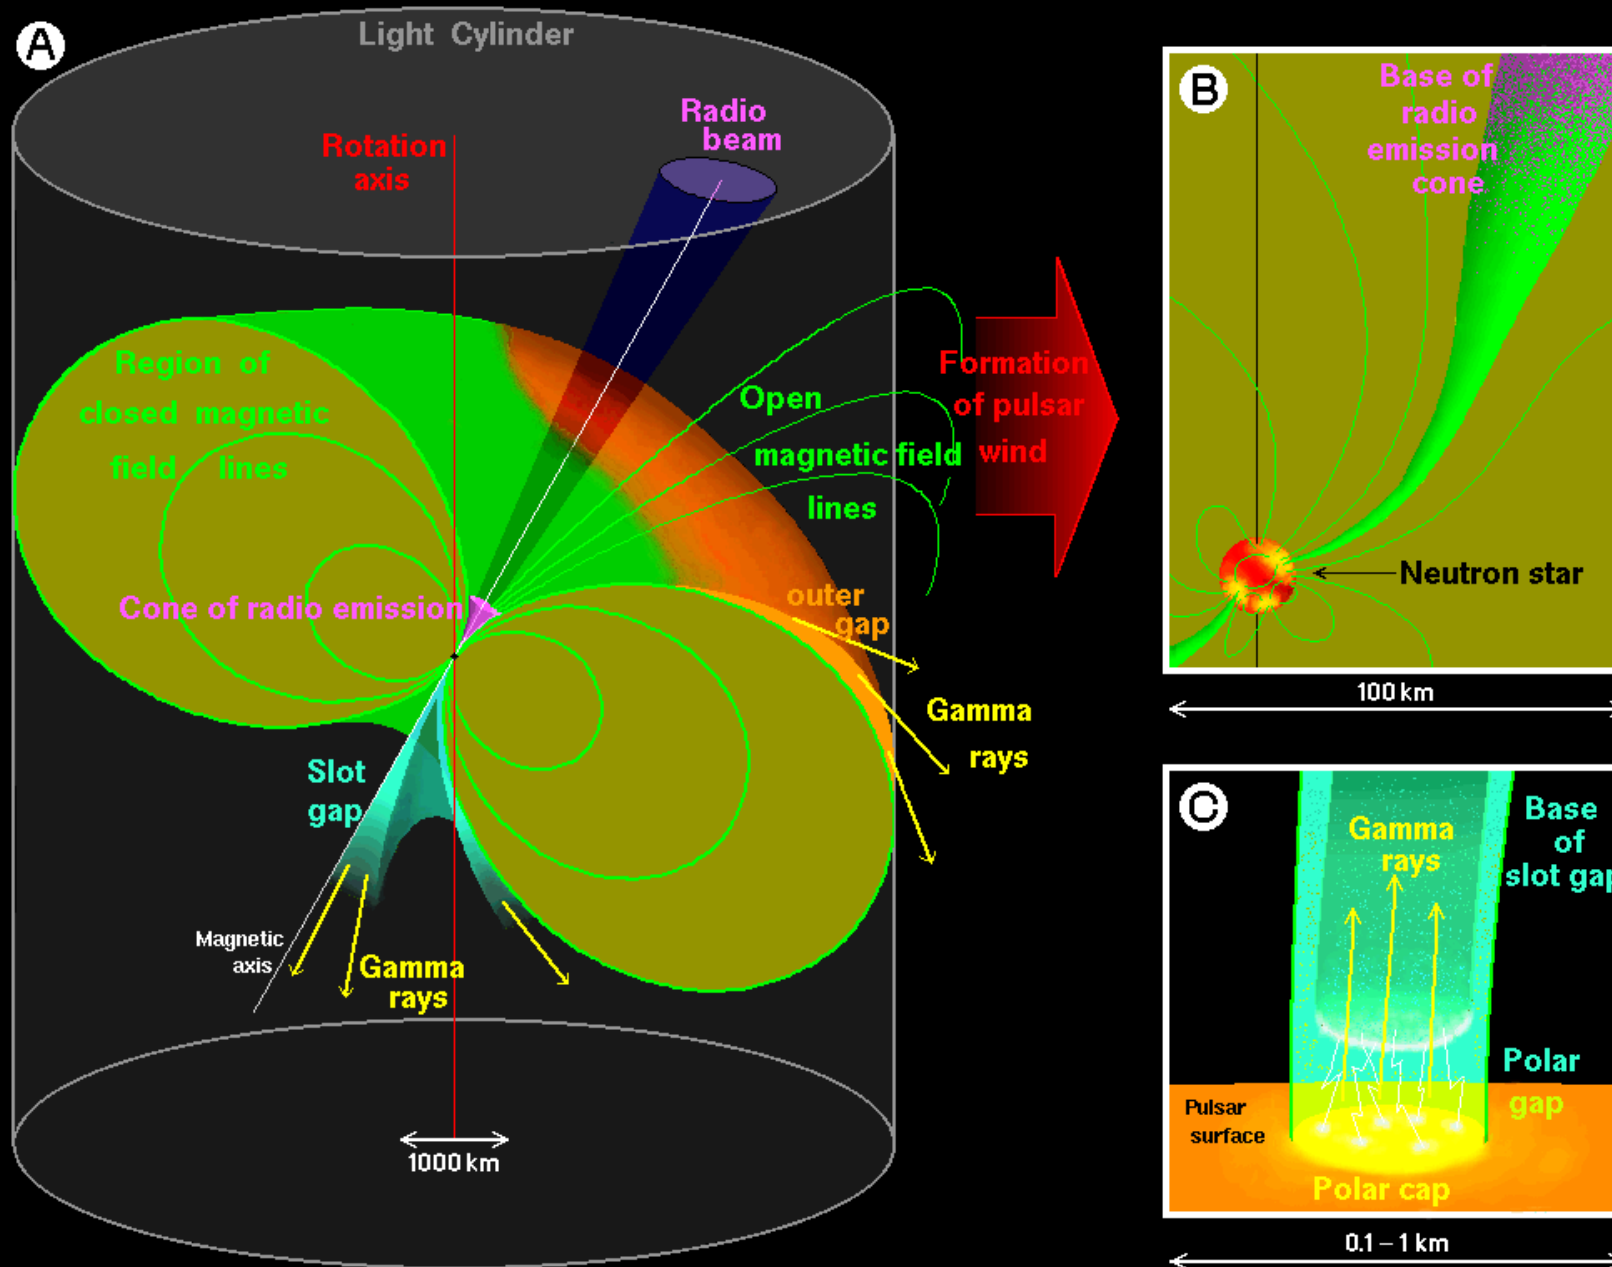 A
Light Cylinder
Radio
beam
Rotation
axis
Region of
closed magnetic
field lines
Open
magnetic field
lines
Formation
of pulsar
wind
Cone of radio emission
outer
gap
Gamma
rays
Slot
gap
Magnetic
axis
Gamma
rays
1000 km
B
Base of
radio
emission
cone
Neutron star
100 km
C
Gamma
rays
Base
of
slot gap
Polar
gap
Pulsar
surface
Polar cap
0.1 – 1 km